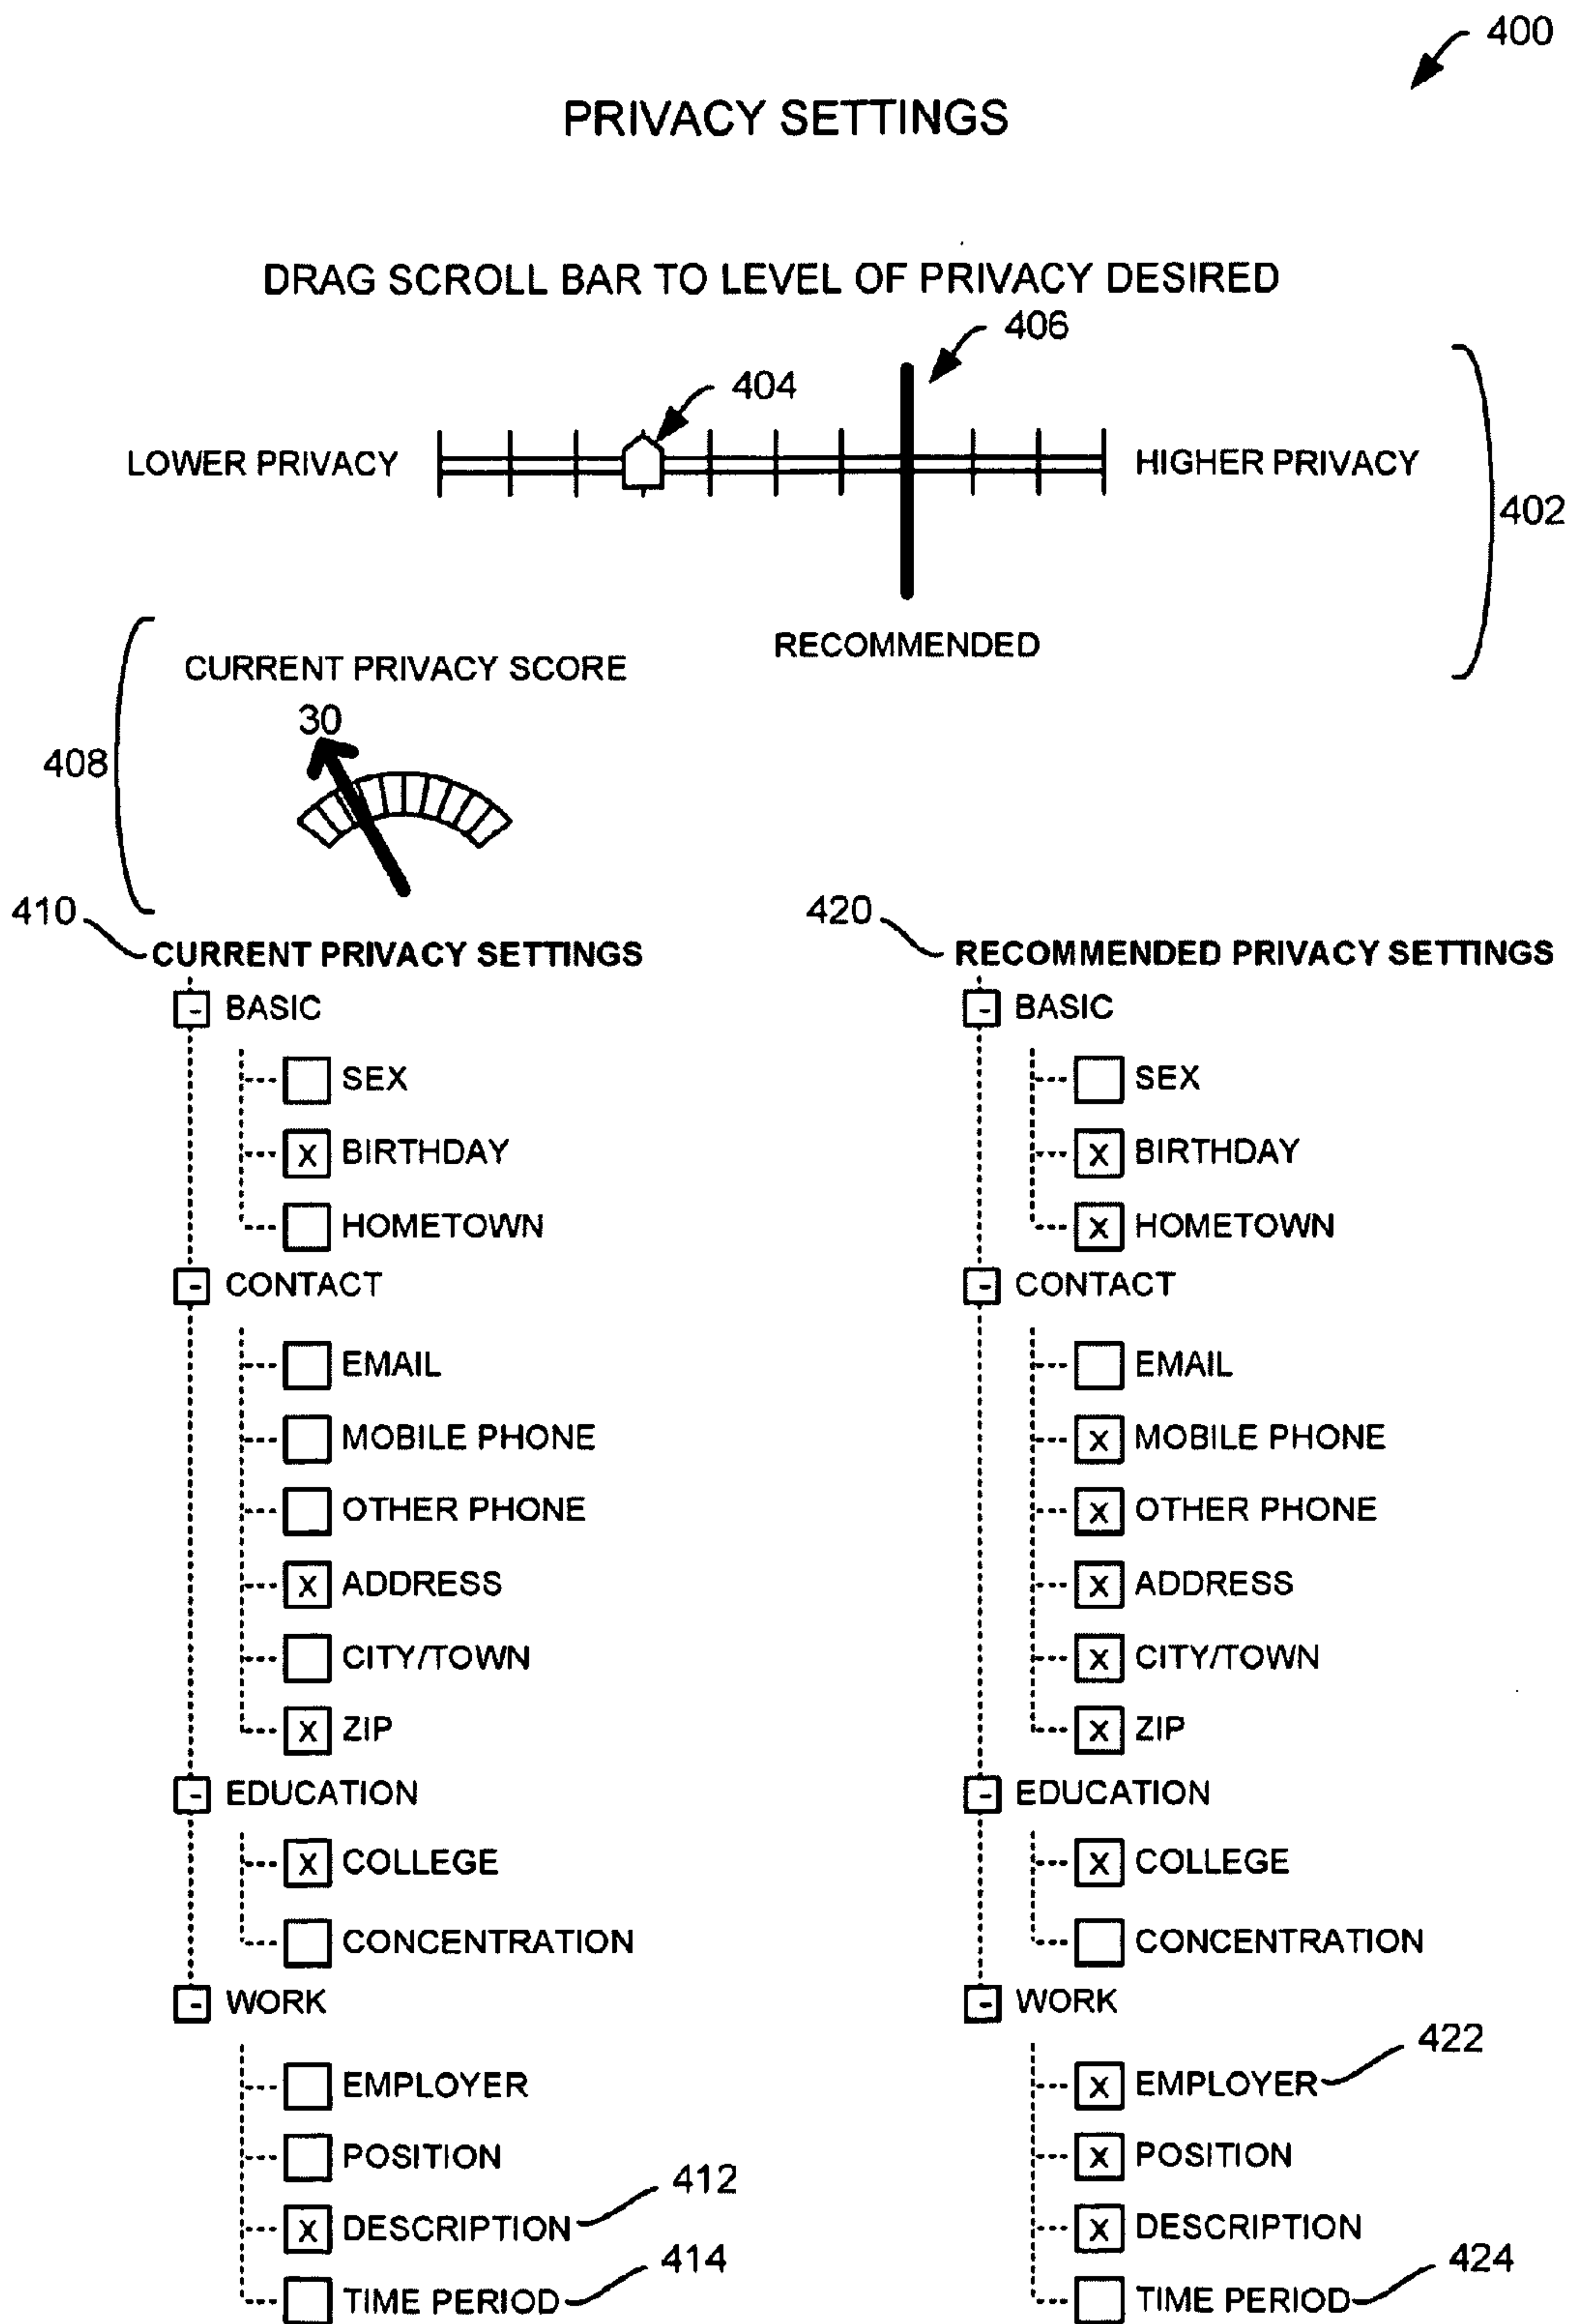 400
PRIVACY SETTINGS
DRAG SCROLL BAR TO LEVEL OF PRIVACY DESIRED
406
404
LOWER PRIVACY
HIGHER PRIVACY
402
RECOMMENDED
CURRENT PRIVACY SCORE
30
408
410
CURRENT PRIVACY SETTINGS
- BASIC
SEX
X BIRTHDAY
HOMETOWN
- CONTACT
EMAIL
MOBILE PHONE
OTHER PHONE
X ADDRESS
CITY/TOWN
X ZIP
- EDUCATION
X COLLEGE
CONCENTRATION
- WORK
EMPLOYER
POSITION
X DESCRIPTION
412
TIME PERIOD
414
420
RECOMMENDED PRIVACY SETTINGS
- BASIC
SEX
X BIRTHDAY
X HOMETOWN
- CONTACT
EMAIL
X MOBILE PHONE
X OTHER PHONE
X ADDRESS
X CITY/TOWN
X ZIP
- EDUCATION
X COLLEGE
CONCENTRATION
- WORK
X EMPLOYER
422
X POSITION
X DESCRIPTION
TIME PERIOD
424